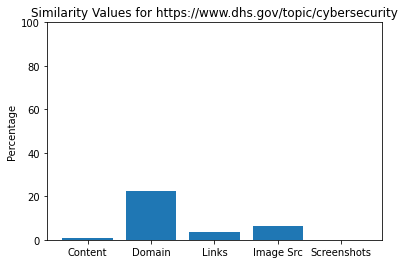 Similarity Values for https://www.dhs.gov/topic/cybersecurity
100
80
60
40
20
0
Percentage
Content Domain Links Image Src Screenshots